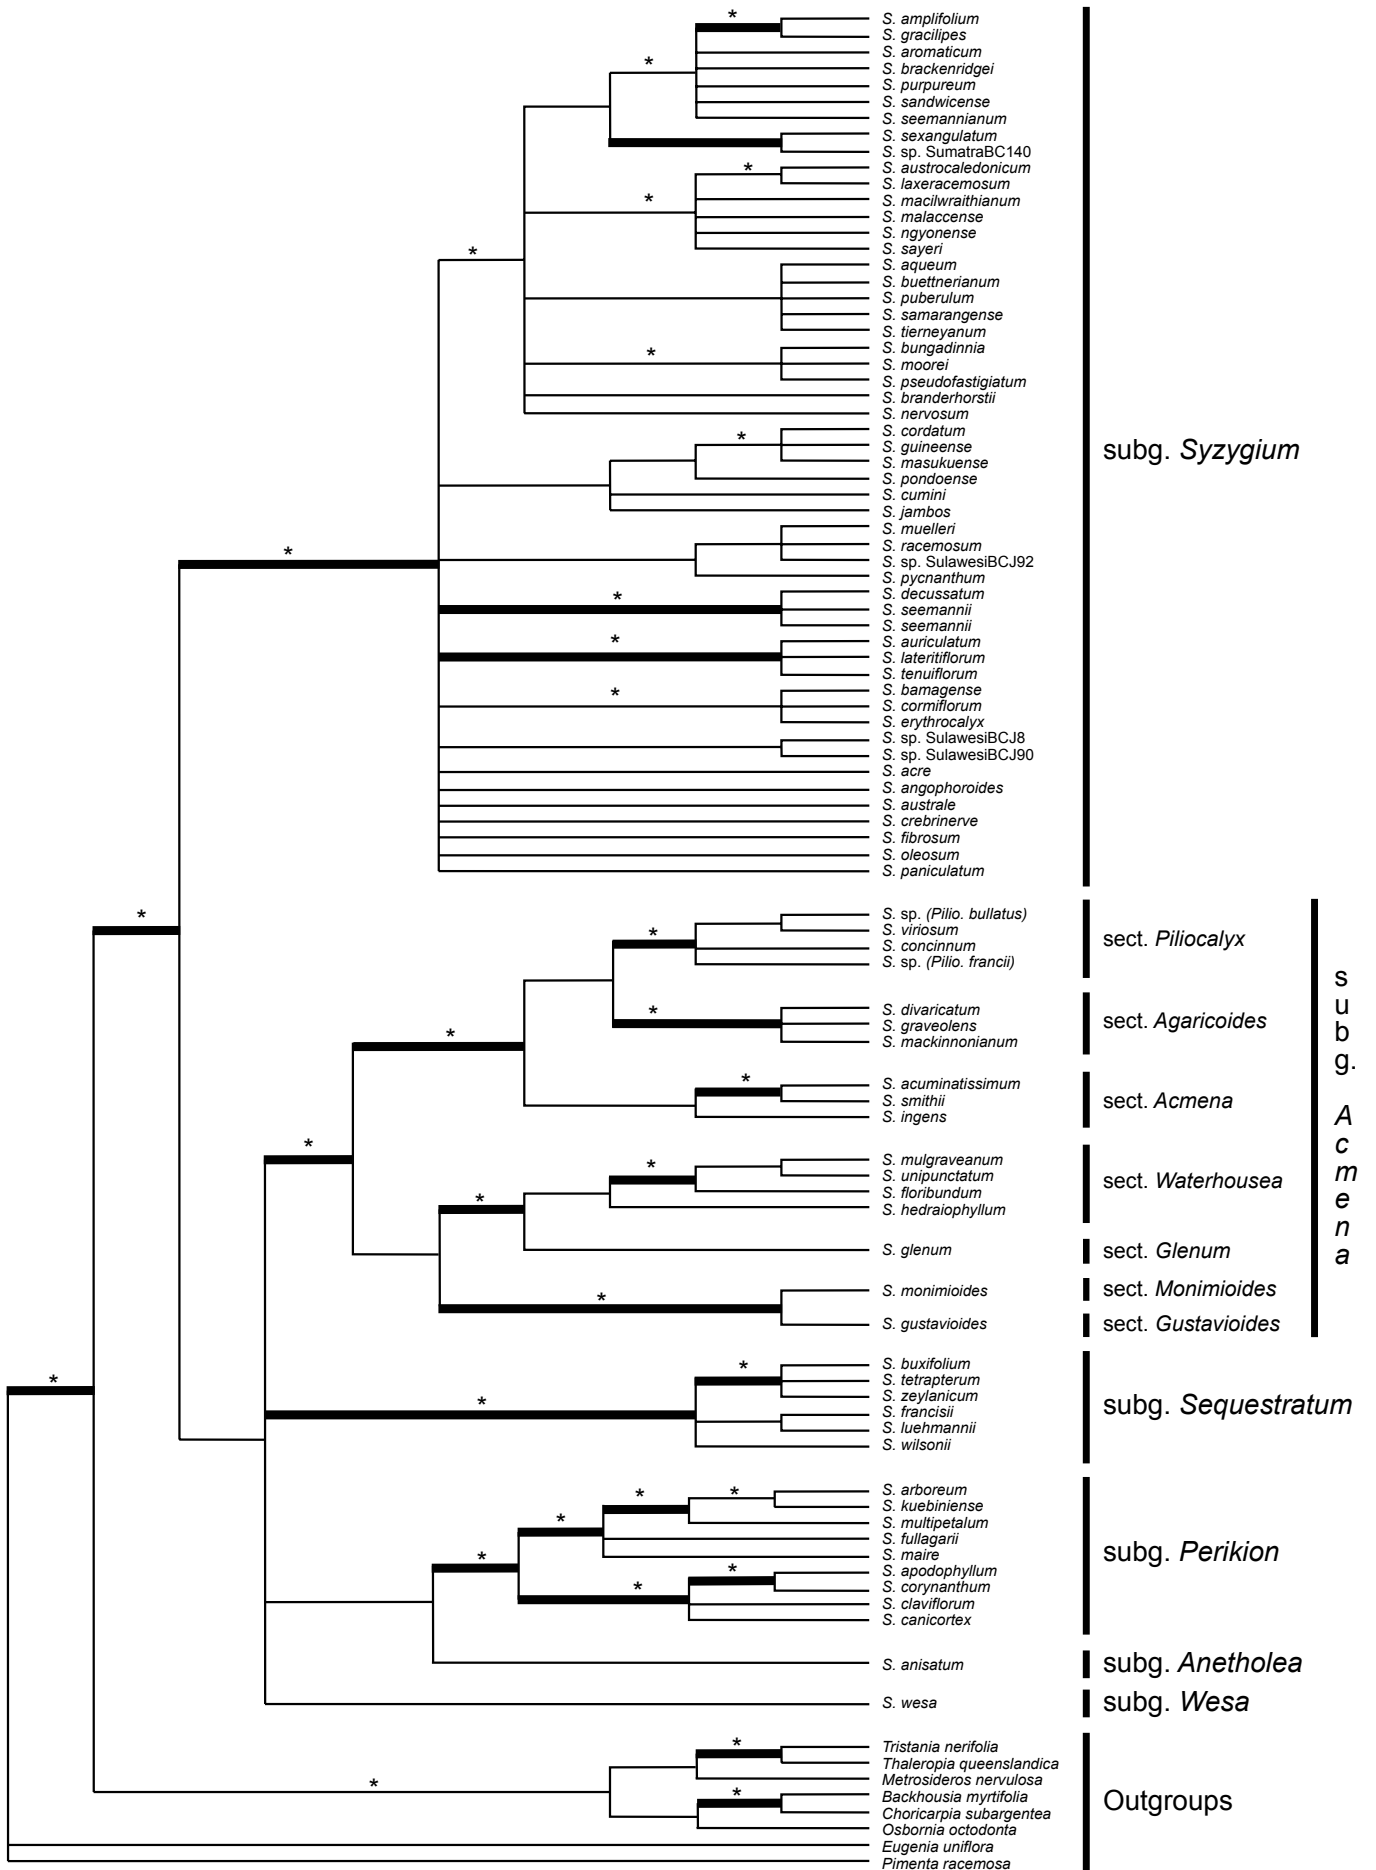 *
S. amplifolium
S. gracilipes
S. aromaticum
*
S. brackenridgei
S. purpureum
S. sandwicense
S. seemannianum
S. sexangulatum
S. sp. SumatraBC140
*
S. austrocaledonicum
S. laxeracemosum
*
S. macilwraithianum
S. malaccense
S. ngyonense
S. sayeri
*
S. aqueum
S. buettnerianum
S. puberulum
S. samarangense
S. tierneyanum
*
S. bungadinnia
S. moorei
S. pseudofastigiatum
S. branderhorstii
S. nervosum
S. cordatum
*
S. guineense
S. masukuense
S. pondoense
S. cumini
S. jambos
subg. Syzygium
S. muelleri
S. racemosum
*
S. sp. SulawesiBCJ92
S. pycnanthum
S. decussatum
*
S. seemannii
S. seemannii
*
S. auriculatum
S. lateritiflorum
S. tenuiflorum
*
S. bamagense
S. cormiflorum
S. erythrocalyx
S. sp. SulawesiBCJ8
S. sp. SulawesiBCJ90
S. acre
S. angophoroides
S. australe
S. crebrinerve
S. fibrosum
S. oleosum
S. paniculatum
*
S. sp. (Pilio. bullatus)
*
S. viriosum
S. concinnum
S. sp. (Pilio. francii)
sect. Piliocalyx
*
S. divaricatum
S. graveolens
S. mackinnonianum
sect. Agaricoides
*
*
S. acuminatissimum
S. smithii
S. ingens
sect. Acmena
*
*
S. mulgraveanum
S. unipunctatum
*
S. floribundum
S. hedraiophyllum
sect. Waterhousea
S. glenum
sect. Glenum
*
S. monimioides
sect. Monimioides
S. gustavioides
sect. Gustavioides
subg. Acmena
*
*
S. buxifolium
S. tetrapterum
*
S. zeylanicum
S. francisii
S. luehmannii
S. wilsonii
subg. Sequestratum
*
*
S. arboreum
S. kuebiniense
*
S. multipetalum
S. fullagarii
*
S. maire
*
S. apodophyllum
*
S. corynanthum
S. claviflorum
S. canicortex
subg. Perikion
S. anisatum
subg. Anetholea
S. wesa
subg. Wesa
*
Tristania nerifolia
Thaleropia queenslandica
*
Metrosideros nervulosa
*
Backhousia myrtifolia
Choricarpia subargentea
Osbornia octodonta
Eugenia uniflora
Pimenta racemosa
Outgroups